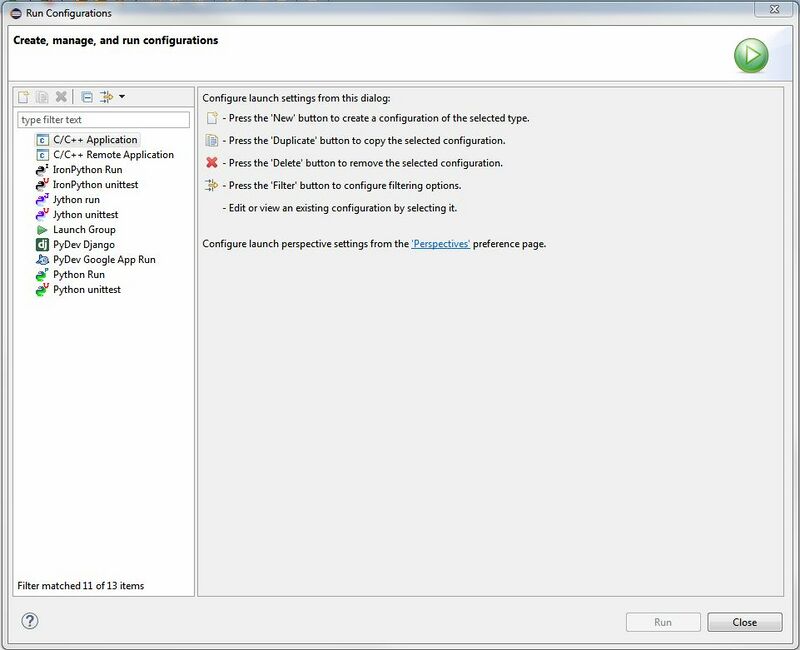 Run Configurations
Create, manage, and run configurations
type filter text
C/C++ Application
C/C++ Remote Application
IronPython Run
IronPython unittest
Jython run
Jython unittest
Launch Group
PyDev Django
PyDev Google App Run
Python Run
Python unittest
Filter matched 11 of 13 items
Configure launch settings from this dialog:
- Press the 'New' button to create a configuration of the selected type.
- Press the 'Duplicate' button to copy the selected configuration.
- Press the 'Delete' button to remove the selected configuration.
- Press the 'Filter' button to configure filtering options.
- Edit or view an existing configuration by selecting it.
Configure launch perspective settings from the 'Perspectives' preference page.
Run
Close